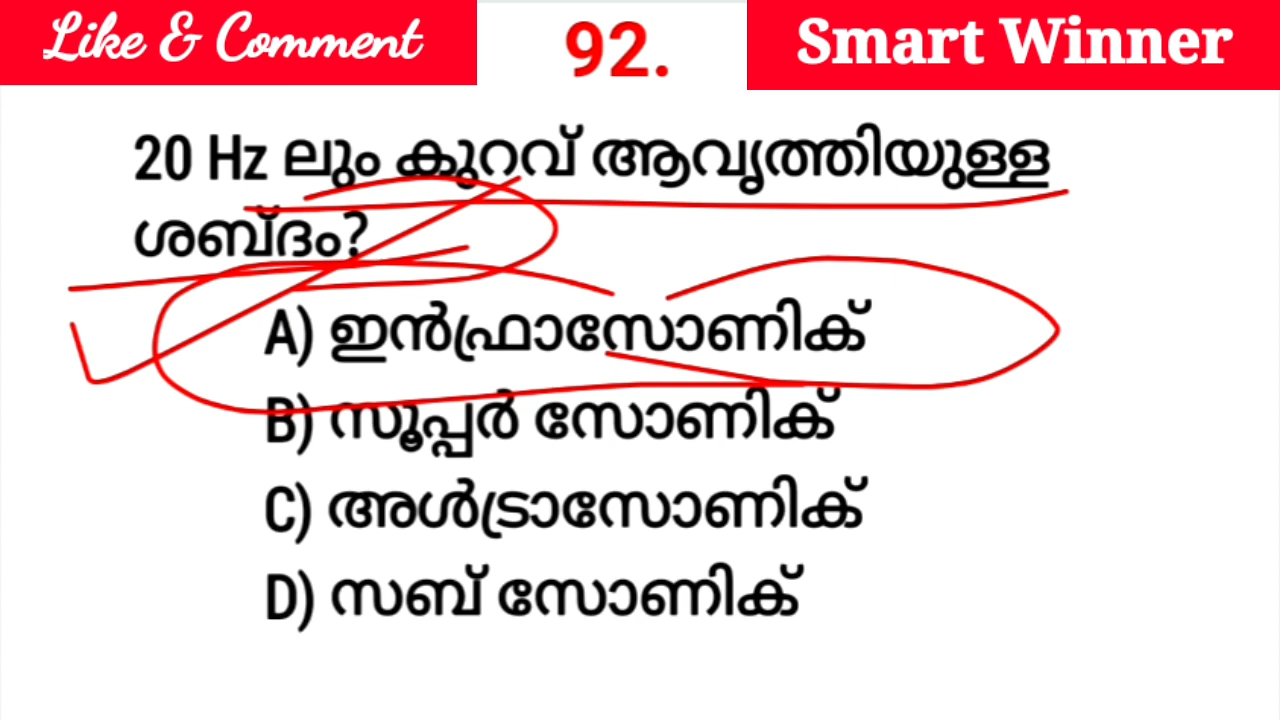 Like & Comment
92.
Smart Winner
20 Hz ലും കുറവ് ആവൃത്തിയുള്ള
ശബ്ദം?
A) ഇൻഫ്രാസോണിക്
B) സൂപ്പർ സോണിക്
C) അൾട്രാസോണിക്
D) സബ് സോണിക്